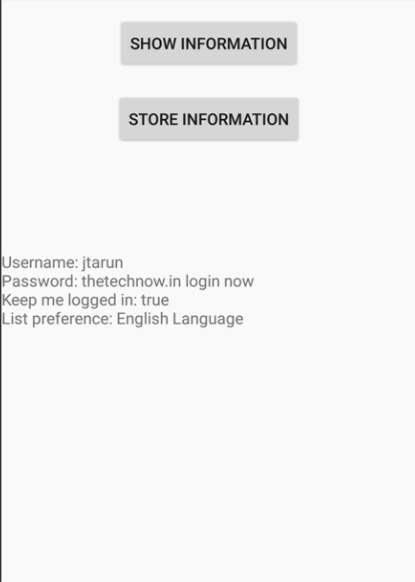 SHOW INFORMATION
STORE INFORMATION
Username: jtarun
Password: thetechnow.in login now
Keep me logged in: true
List preference: English Language